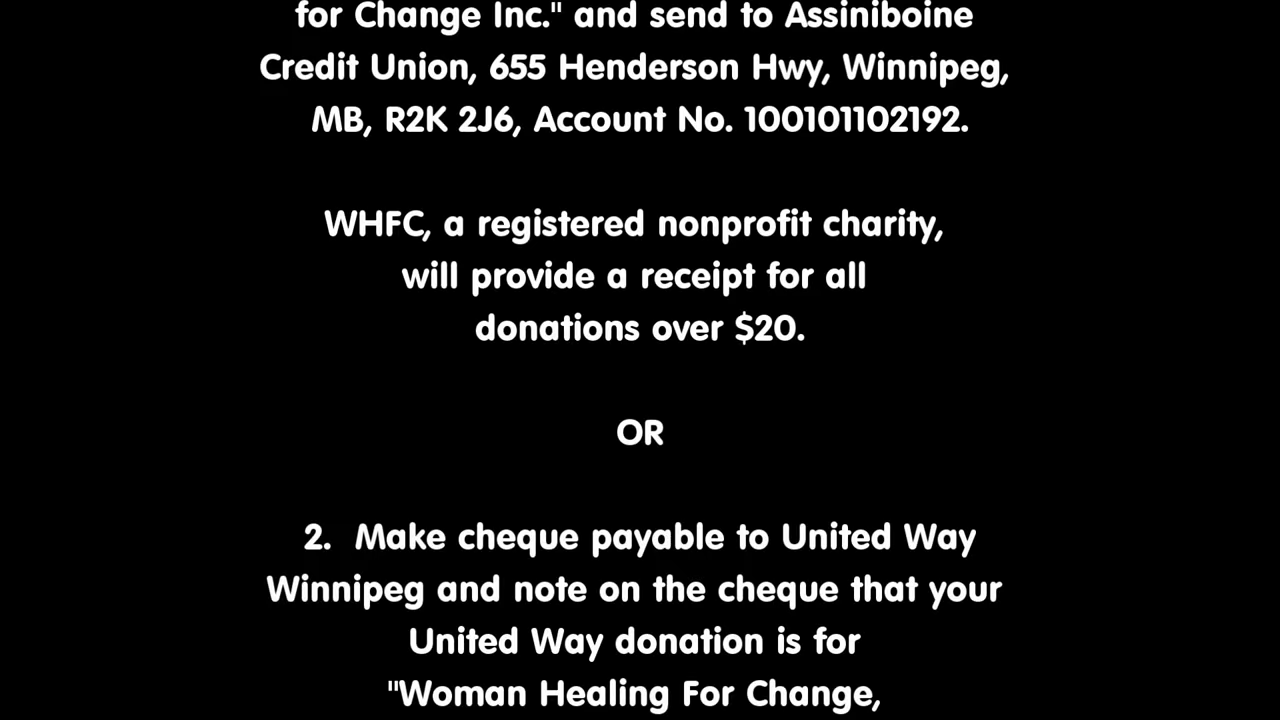 for Change Inc." and send to Assiniboine
Credit Union, 655 Henderson Hwy, Winnipeg,
MB, R2K 2J6, Account No. 100101102192.
WHFC, a registered nonprofit charity,
will provide a receipt for all
donations over $20.
OR
2.  Make cheque payable to United Way
Winnipeg and note on the cheque that your
United Way donation is for
"Woman Healing For Change,